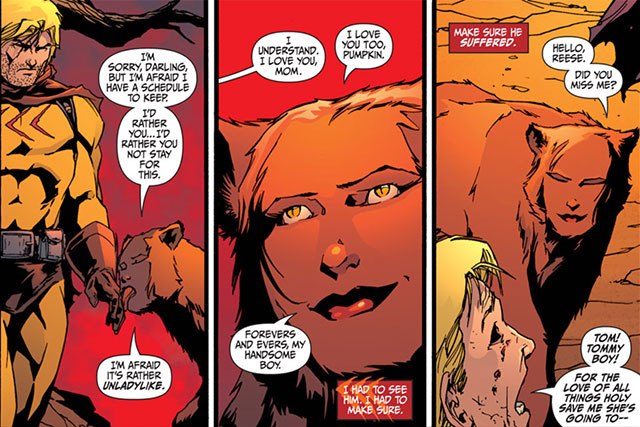 I'M
SORRY, DARLING,
BUT I'M AFRAID I
HAVE A SCHEDULE
TO KEEP.
I'D
RATHER
YOU...I'D
RATHER YOU
NOT STAY
FOR
THIS.
I'M
AFRAID
IT'S RATHER
UNLADYLIKE.
I
UNDERSTAND.
I LOVE YOU,
MOM.
I LOVE
YOU TOO,
PUMPKIN.
FOREVERS
AND EVERS, MY
HANDSOME
BOY.
I HAD TO SEE
HIM. I HAD TO
MAKE SURE.
MAKE SURE HE
SUFFERED.
HELLO,
REESE.
DID YOU
MISS ME?
TOM!
TOMMY
BOY!
FOR THE
LOVE OF ALL
THINGS HOLY
SAVE ME SHE'S
GOING TO--